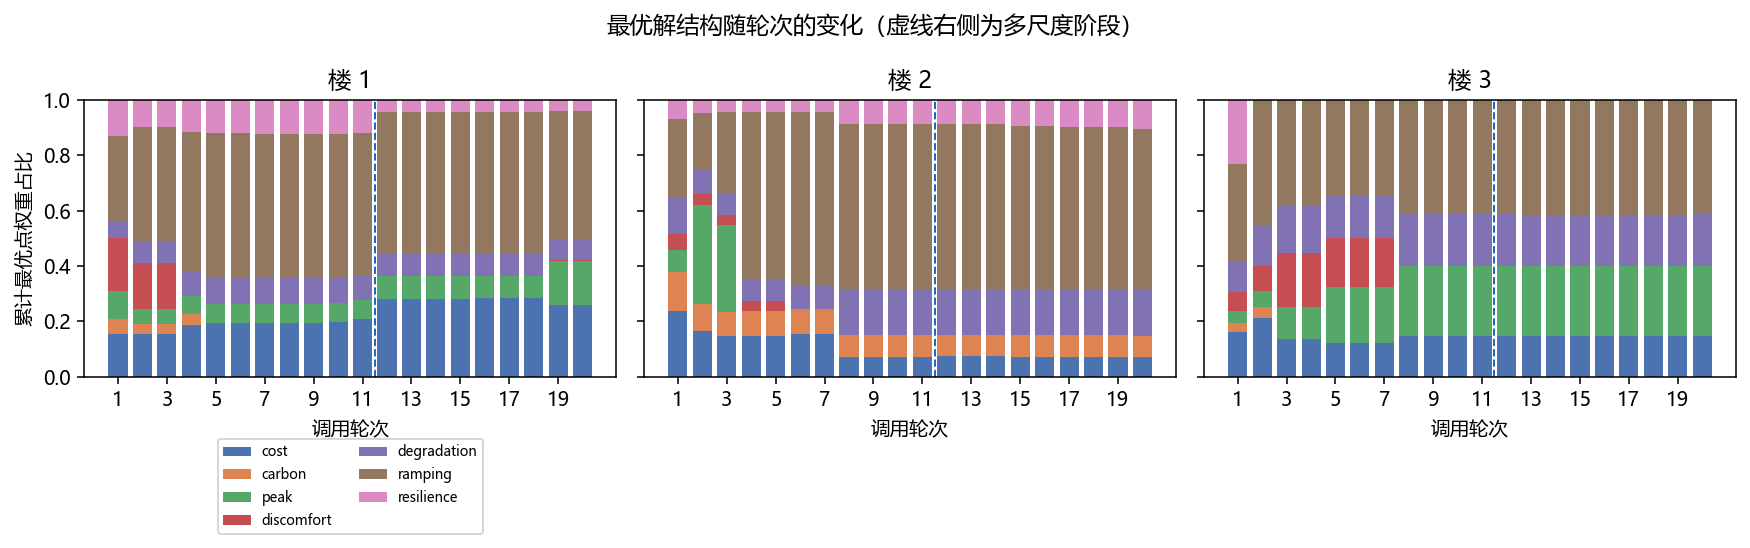 最优解结构随轮次的变化（虚线右侧为多尺度阶段）
楼 1
楼 2
楼 3
累计最优点权重占比
1.0
0.8
0.6
0.4
0.2
0.0
1 3 5 7 9 11 13 15 17 19
1 3 5 7 9 11 13 15 17 19
1 3 5 7 9 11 13 15 17 19
调用轮次
调用轮次
调用轮次
cost
carbon
peak
discomfort
degradation
ramping
resilience